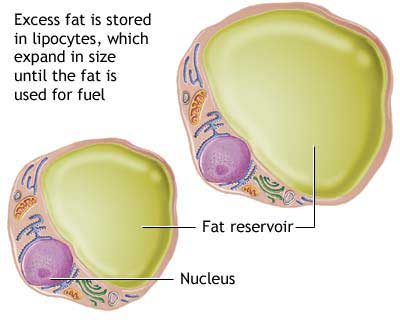 Excess fat is stored
in lipocytes, which
expand in size
until the fat is
used for fuel
Fat reservoir
Nucleus